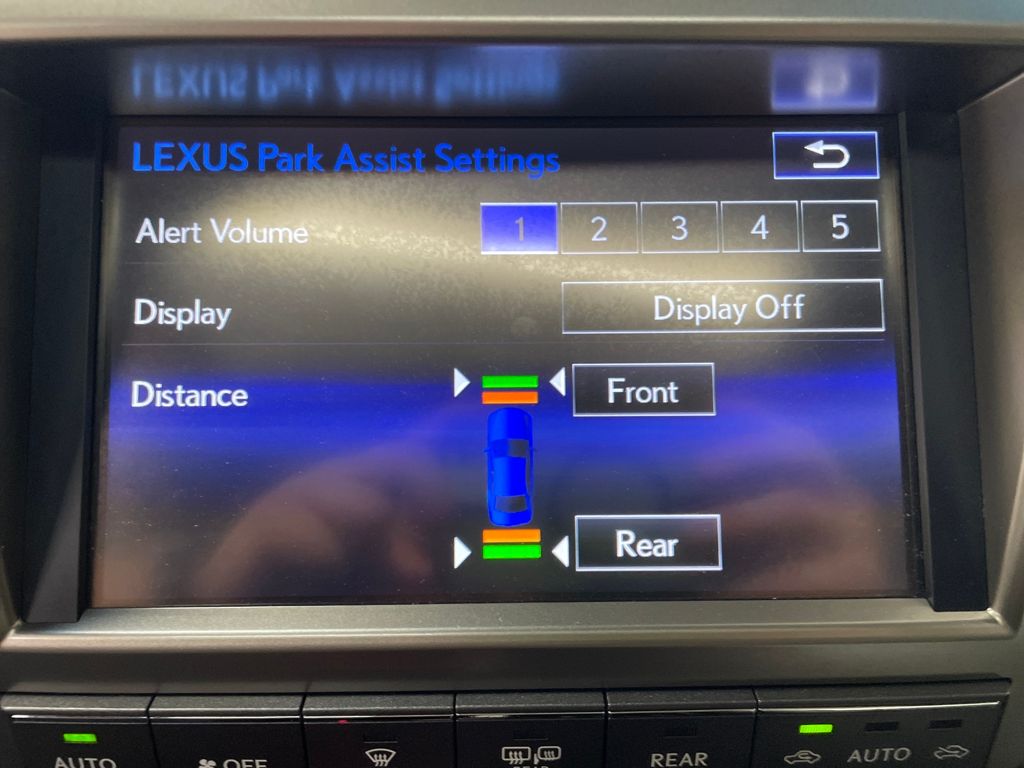 LEXUS Park Assist Settings
Alert Volume 1 2 3 4 5
Display Display Off
Distance Front
Rear
AUTO OFF REAR REAR AUTO